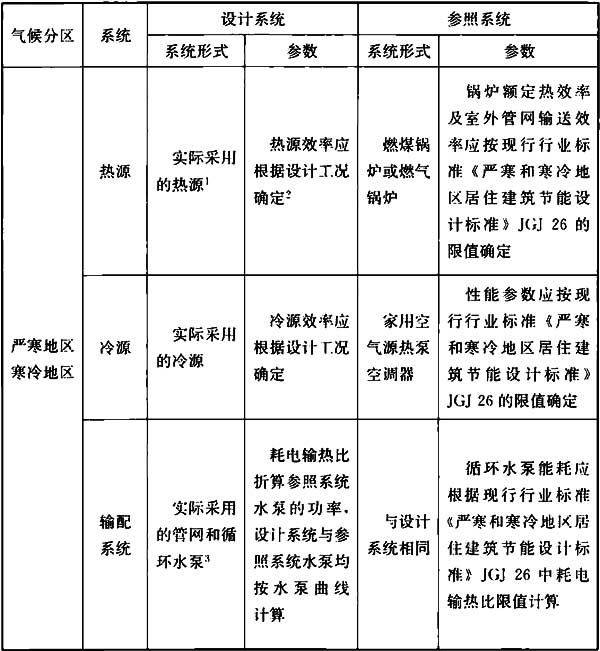 气候分区
系统
设计系统
参照系统
系统形式
参数
系统形式
参数
严寒地区
寒冷地区
热源
实际采用
的热源1
热源效率应
根据设计工况
确定2
燃煤锅
炉或燃气
锅炉
锅炉额定热效率
及室外管网输送效
率应按现行行业标
准《严寒和寒冷地
区居住建筑节能设
计标准》JGJ 26 的
限值确定
冷源
实际采用
的冷源
冷源效率应
根据设计工况
确定
家用空
气源热泵
空调器
性能参数应按现
行行业标准《严寒
和寒冷地区居住建
筑节能设计标准》
JGJ 26 的限值确定
输配
系统
实际采用
的管网和循
环水泵3
耗电输热比
折算参照系统
水泵的功率，
设计系统与参
照系统水泵均
按水泵曲线
计算
与设计
系统相同
循环水泵能耗应
根据现行行业标准
《严寒和寒冷地区居
住建筑节能设计标
准》JGJ 26 中耗电
输热比限值计算